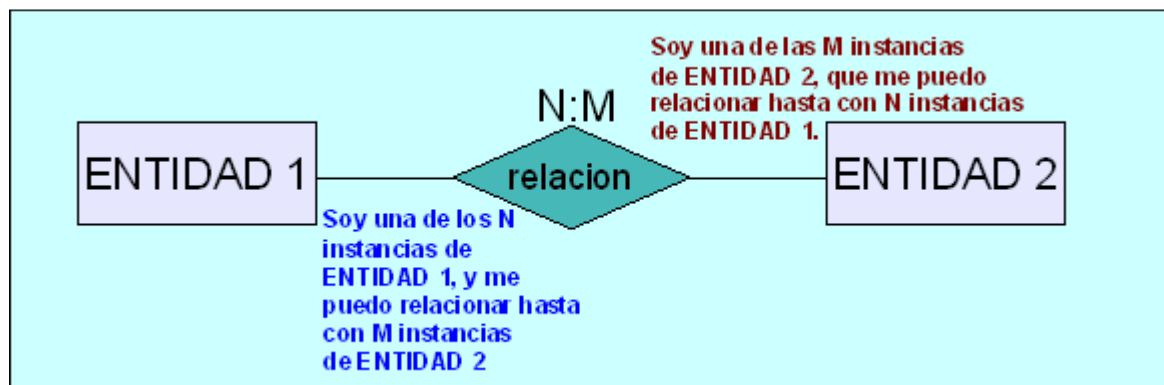 Soy una de las M instancias
de ENTIDAD 2, que me puedo
relacionar hasta con N instancias
de ENTIDAD 1.
N:M
ENTIDAD 1
relacion
ENTIDAD 2
Soy una de los N
instancias de
ENTIDAD 1, y me
puedo relacionar hasta
con M instancias
de ENTIDAD 2